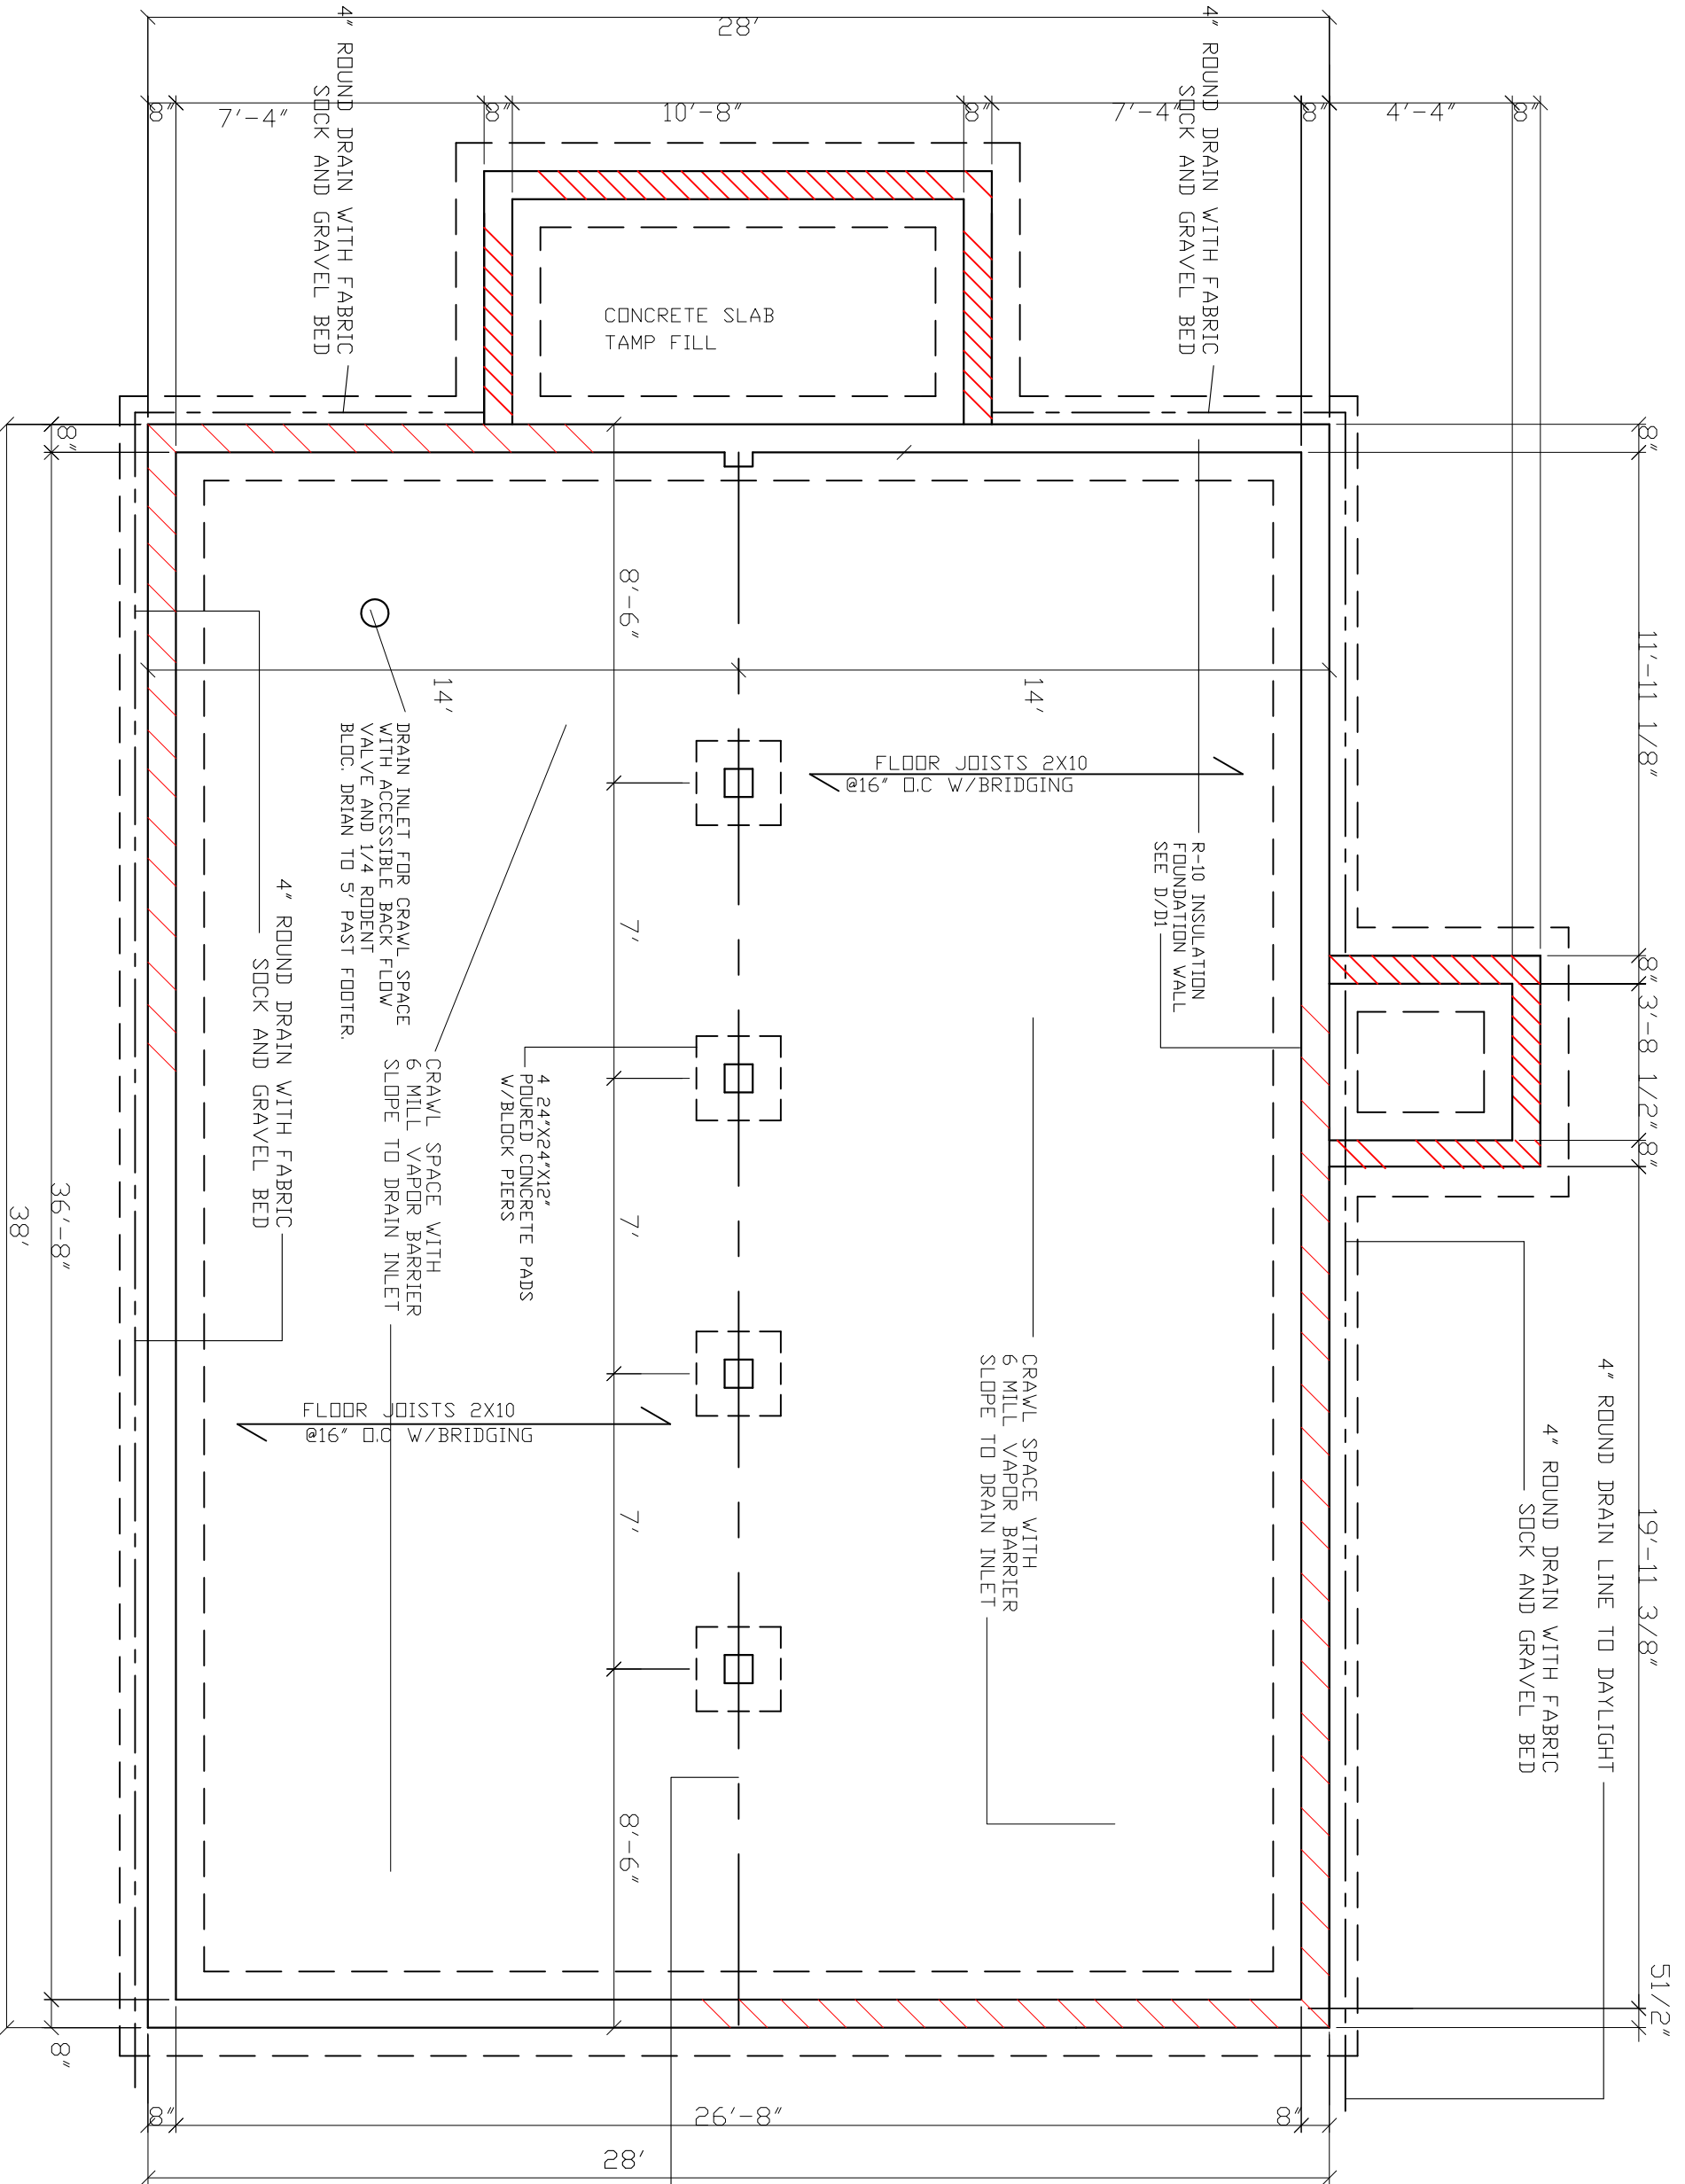 28'
8"
7'-4"
8"
10'-8"
8"
7'-4"
8"
4'-4"
8"
4" ROUND DRAIN WITH FABRIC
SOCK AND GRAVEL BED
4" ROUND DRAIN WITH FABRIC
SOCK AND GRAVEL BED
CONCRETE SLAB
TAMP FILL
8"
8"
11'-11 1/8"
8"
3'-8 1/2"
8"
19'-11 3/8"
51/2"
8'-6"
7'
7'
7'
8'-6"
14'
14'
FLOOR JOISTS 2X10
@16" O.C W/BRIDGING
R-10 INSULATION
FOUNDATION WALL
SEE D/D1
DRAIN INLET FOR CRAWL SPACE
WITH ACCESSIBLE BACK FLOW
VALVE AND 1/4 RODENT
BLOC. DRIAN TO 5' PAST FOOTER.
4" ROUND DRAIN WITH FABRIC
SOCK AND GRAVEL BED
CRAWL SPACE WITH
6 MILL VAPOR BARRIER
SLOPE TO DRAIN INLET
4 24"X24"X12"
POURED CONCRETE PADS
W/BLOCK PIERS
CRAWL SPACE WITH
6 MILL VAPOR BARRIER
SLOPE TO DRAIN INLET
4" ROUND DRAIN LINE TO DAYLIGHT
4" ROUND DRAIN WITH FABRIC
SOCK AND GRAVEL BED
FLOOR JOISTS 2X10
@16" O.C W/BRIDGING
36'-8"
38'
8"
8"
26'-8"
8"
28'